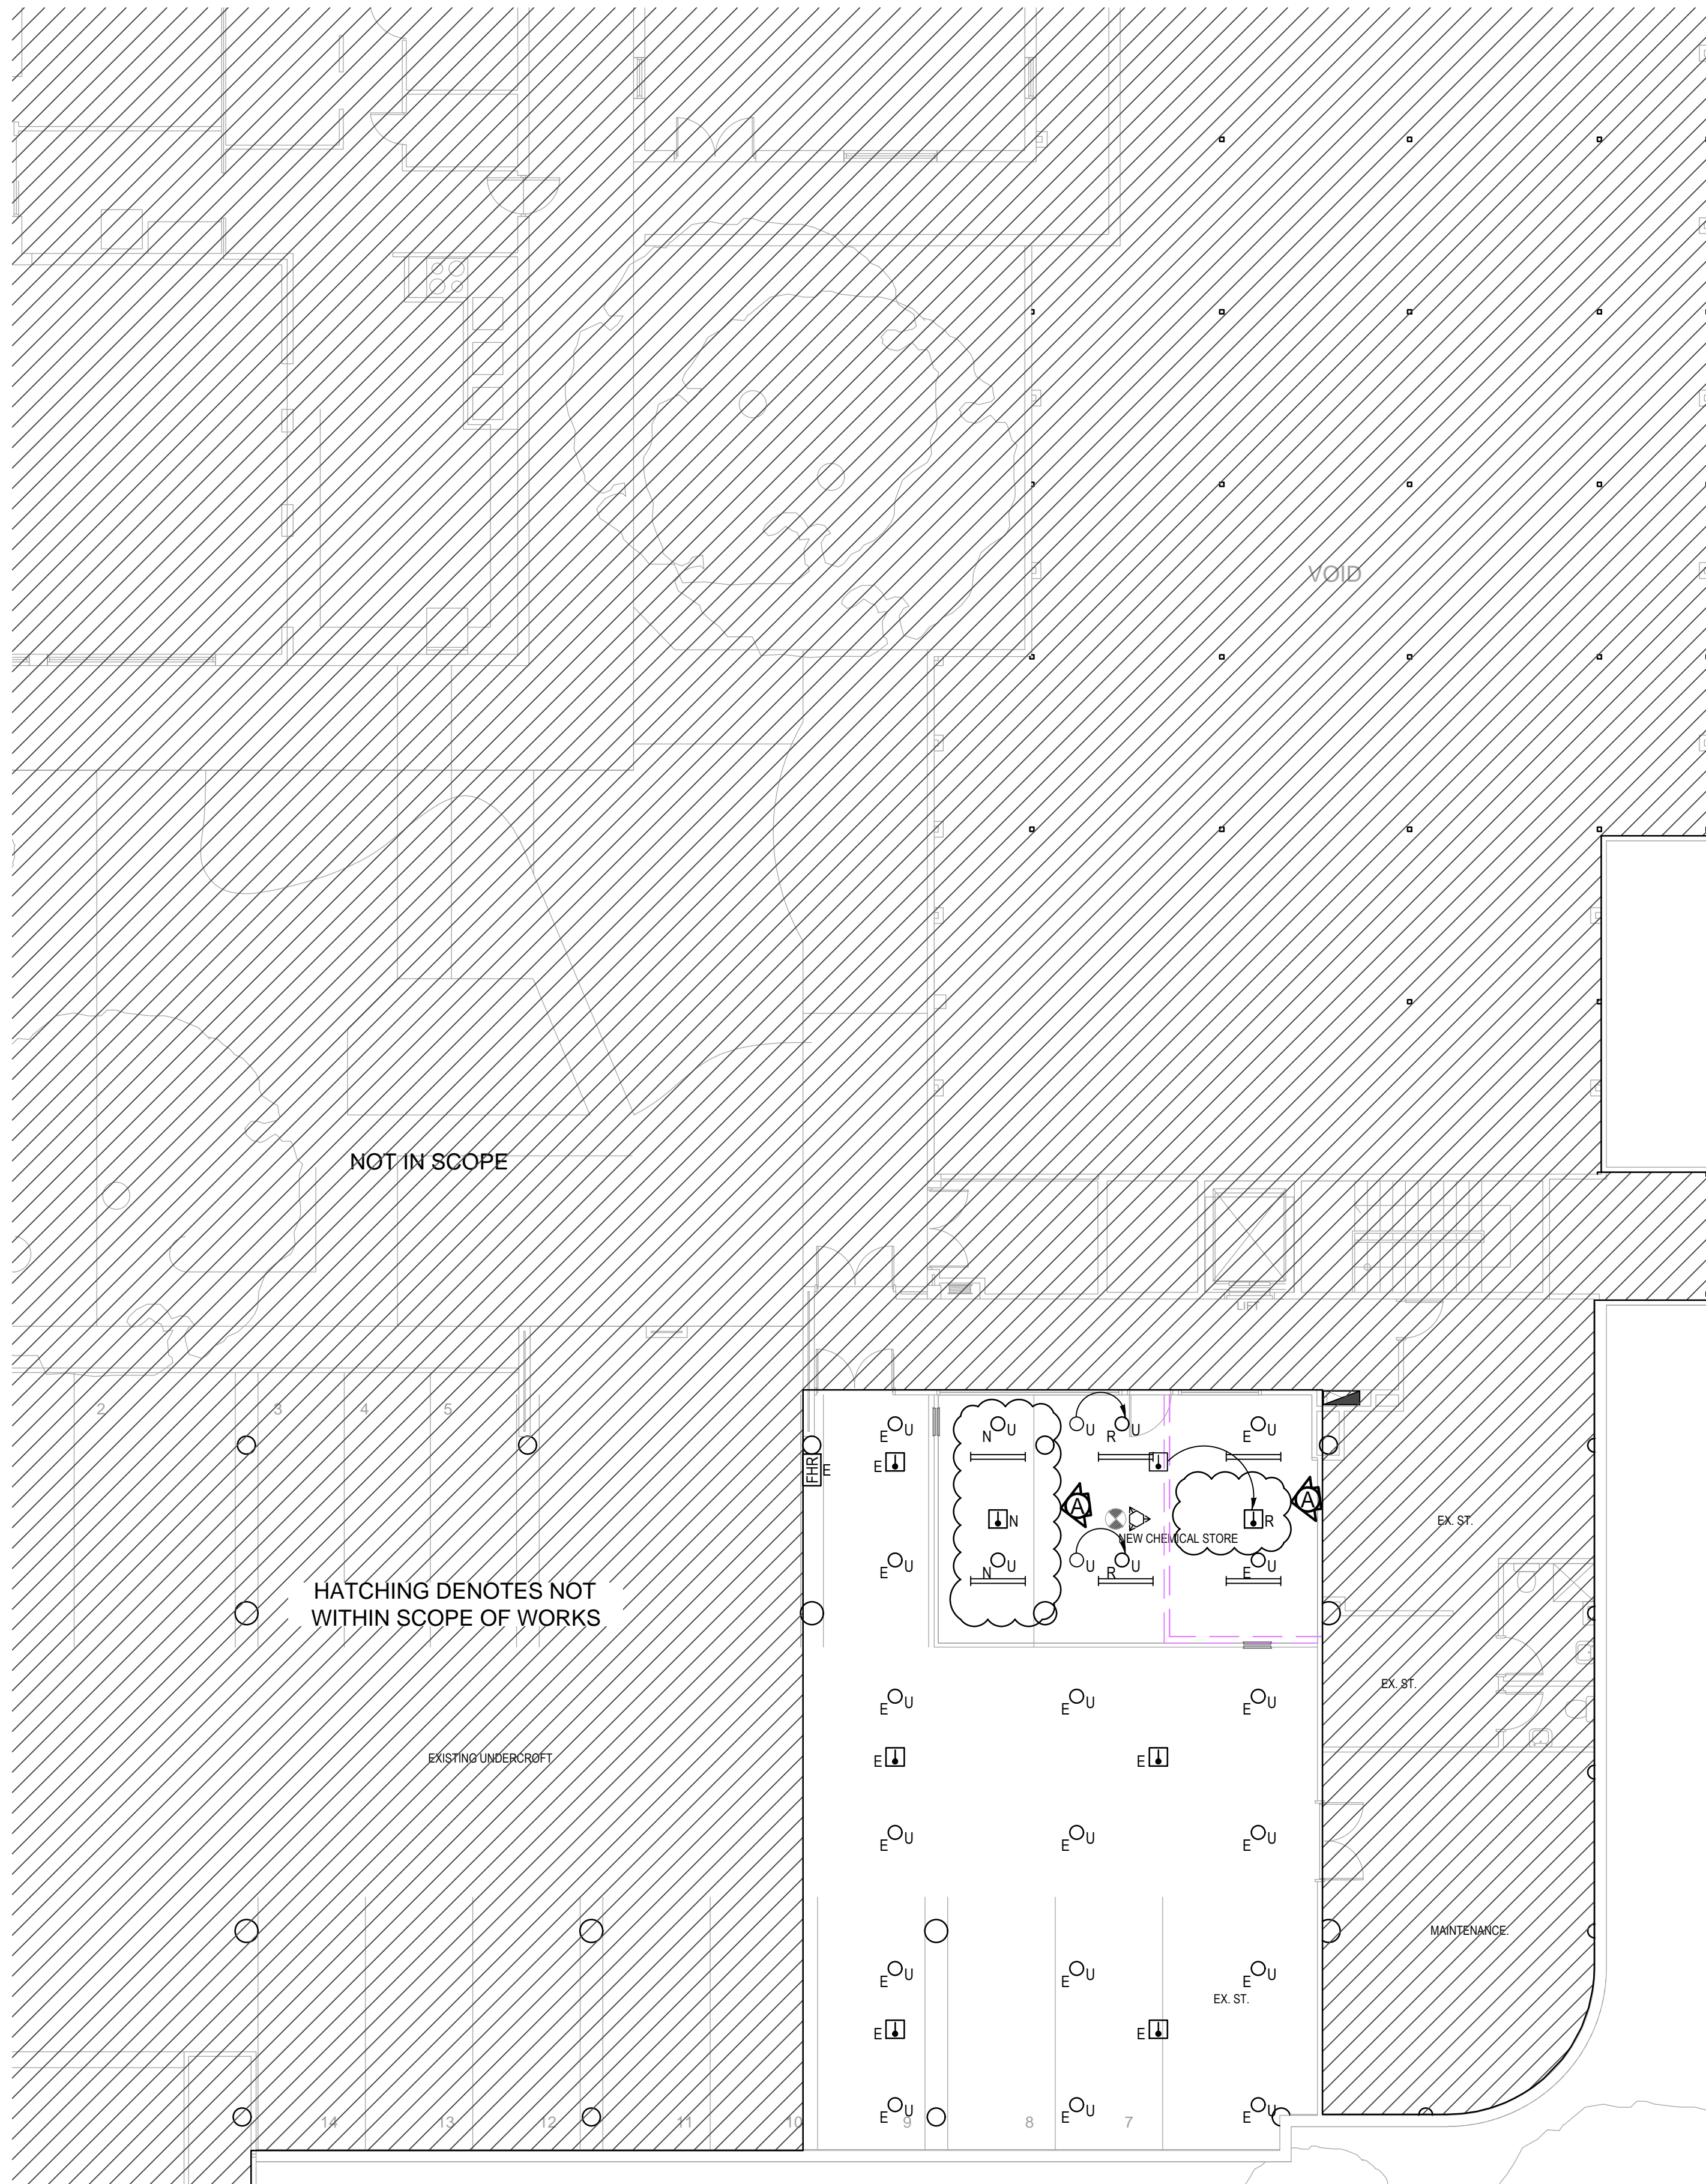 VOID
NOT IN SCOPE
LIFT
2
3
4
5
E U
N U
U
R U
E U
FHR E
E
A
A
N
R
EX. ST.
NEW CHEMICAL STORE
E U
N U
U
R U
E U
HATCHING DENOTES NOT
WITHIN SCOPE OF WORKS
EX. ST.
E U
E U
E U
EXISTING UNDERCROFT
E
E
E U
E U
E U
MAINTENANCE.
E U
E U
E U
EX. ST.
E
E
E U
E U
E U
14
13
12
11
10
9
8
7